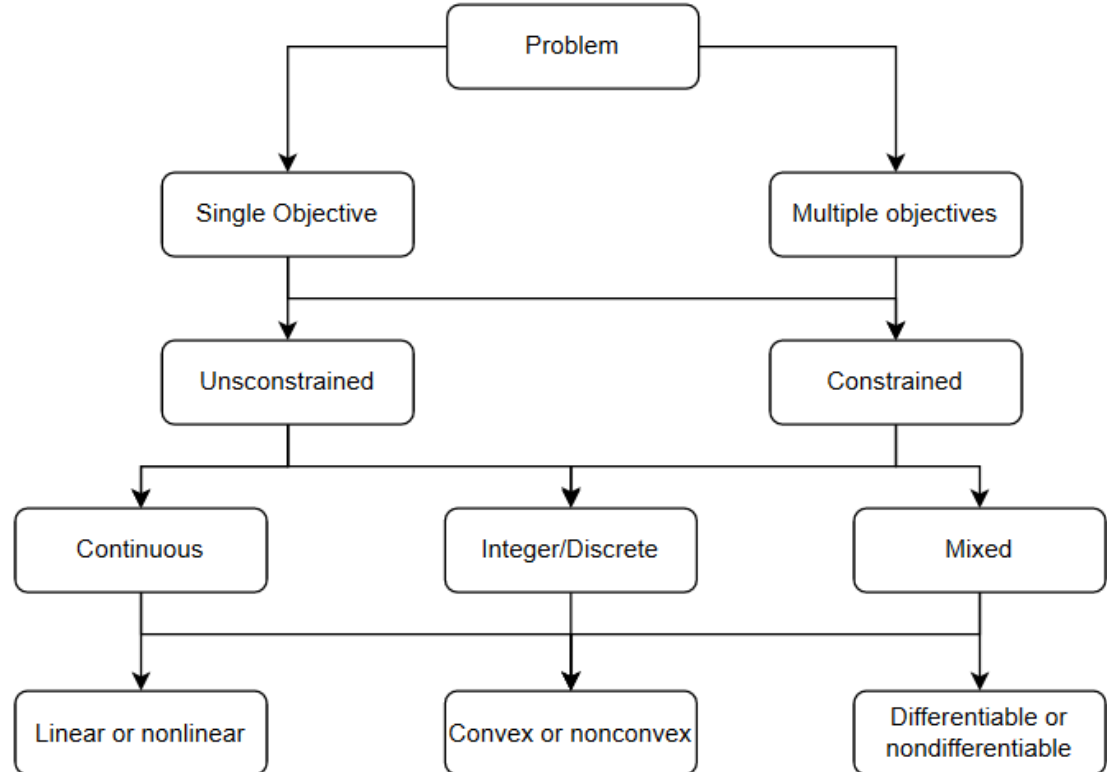 Problem
Single Objective
Multiple objectives
Unsconstrained
Constrained
Continuous
Integer/Discrete
Mixed
Linear or nonlinear
Convex or nonconvex
Differentiable or
nondifferentiable